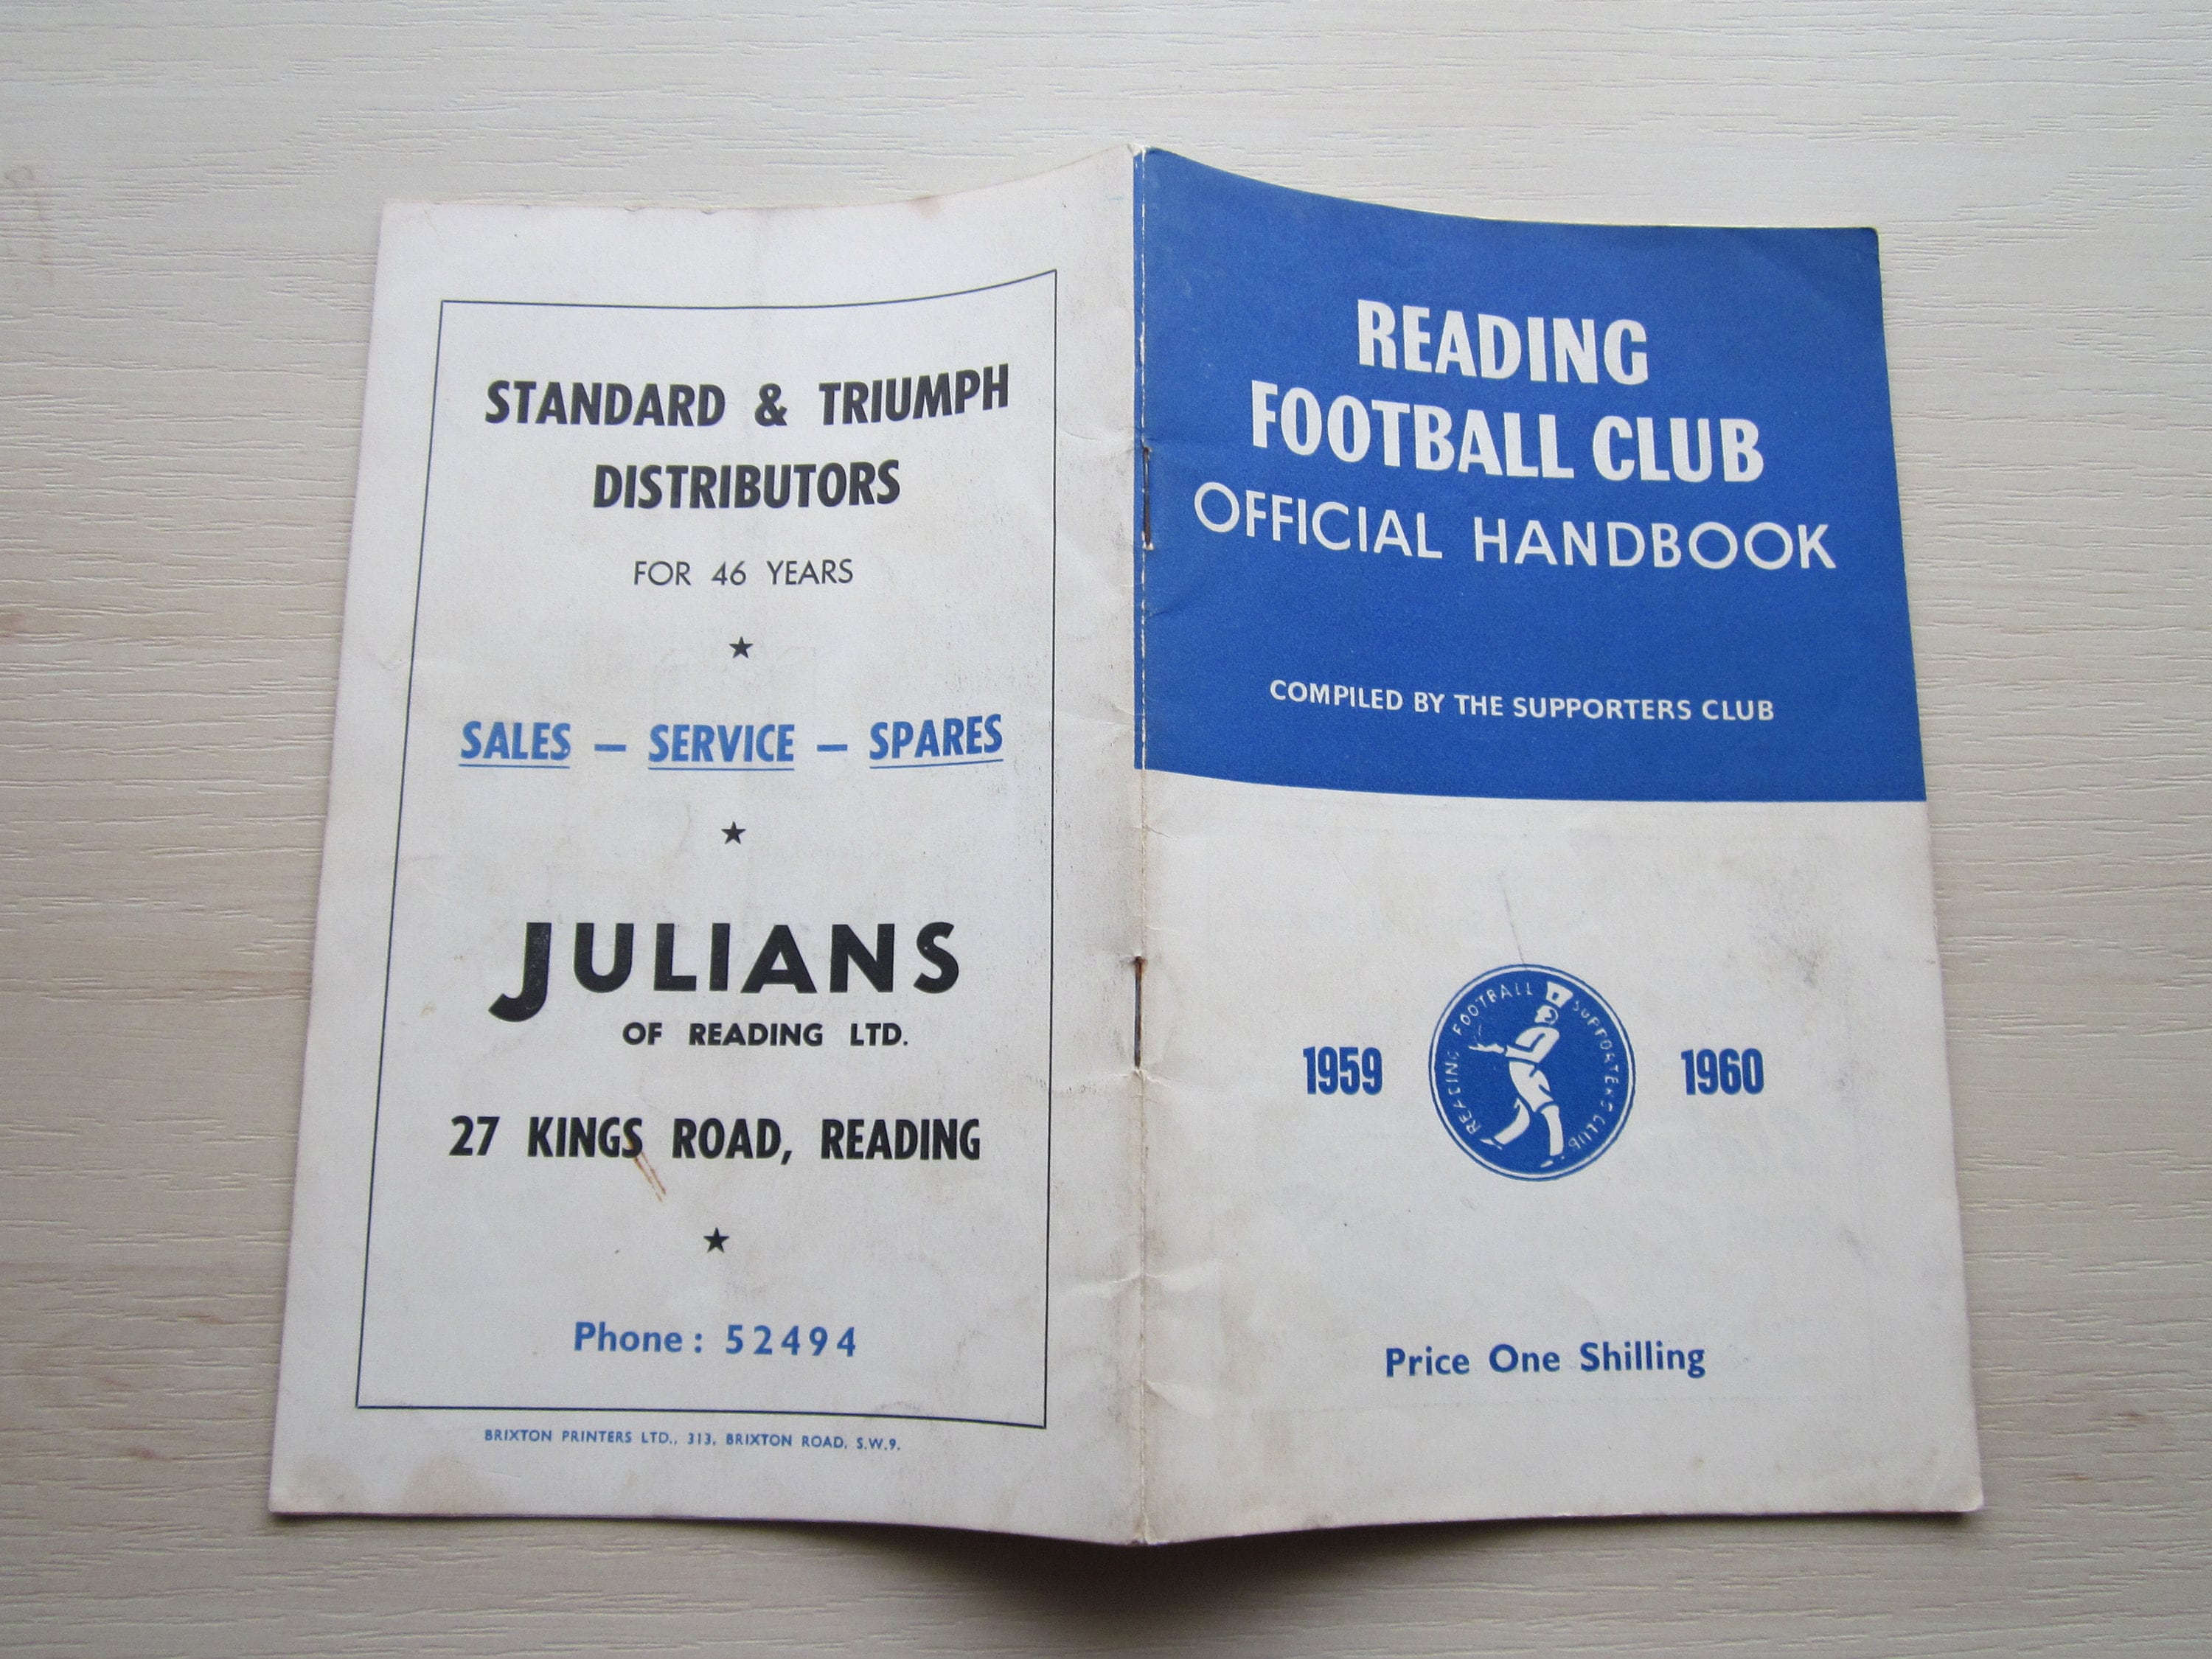 STANDARD & TRIUMPH
DISTRIBUTORS
FOR 46 YEARS
SALES — SERVICE — SPARES
JULIANS
OF READING LTD.
27 KINGS ROAD, READING
Phone: 52494
BRIXTON PRINTERS LTD., 313, BRIXTON ROAD, S.W.9.
READING
FOOTBALL CLUB
OFFICIAL HANDBOOK
COMPILED BY THE SUPPORTERS CLUB
1959
READING FOOTBALL SUPPORTERS CLUB
1960
Price One Shilling